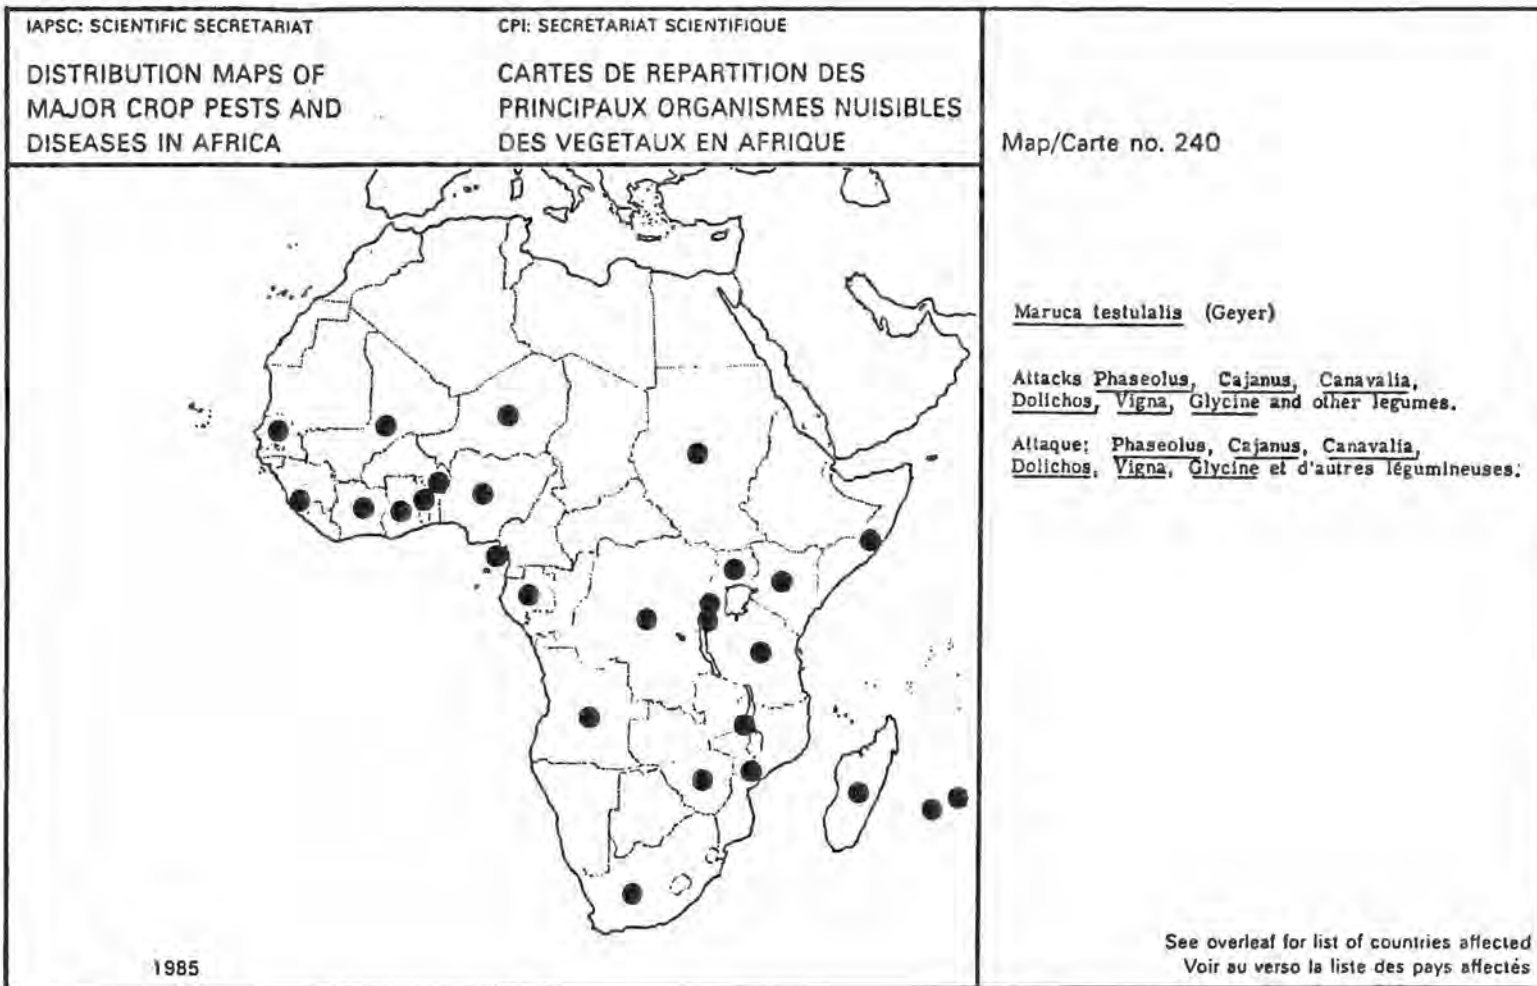 IAPSC: SCIENTIFIC SECRETARIAT
DISTRIBUTION MAPS OF
MAJOR CROP PESTS AND
DISEASES IN AFRICA
CPI: SECRETARIAT SCIENTIFIQUE
CARTES DE REPARTITION DES
PRINCIPAUX ORGANISMES NUISIBLES
DES VEGETAUX EN AFRIQUE
Map/Carte no. 240
Maruca testulalis (Geyer)
Attacks Phaseolus, Cajanus, Canavalia,
Dolichos, Vigna, Glycine and other legumes.
Attaque: Phaseolus, Cajanus, Canavalia,
Dolichos, Vigna, Glycine et d'autres légumineuses.
1985
See overleaf for list of countries affected
Voir au verso la liste des pays affectés